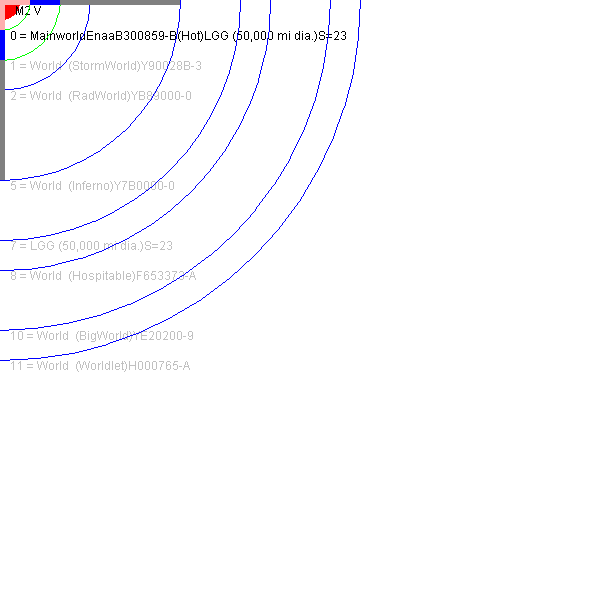 M2 V
0 = MainworldEnaaB300859-B(Hot)LGG (50,000 mi dia.)S=23
1 = World (StormWorld)Y90028B-3
2 = World (RadWorld)YB89000-0
5 = World (Inferno)Y7B0000-0
7 = LGG (50,000 mi dia.)S=23
8 = World (Hospitable)F653373-A
10 = World (BigWorld)YE20200-9
11 = World (Worldlet)H000765-A